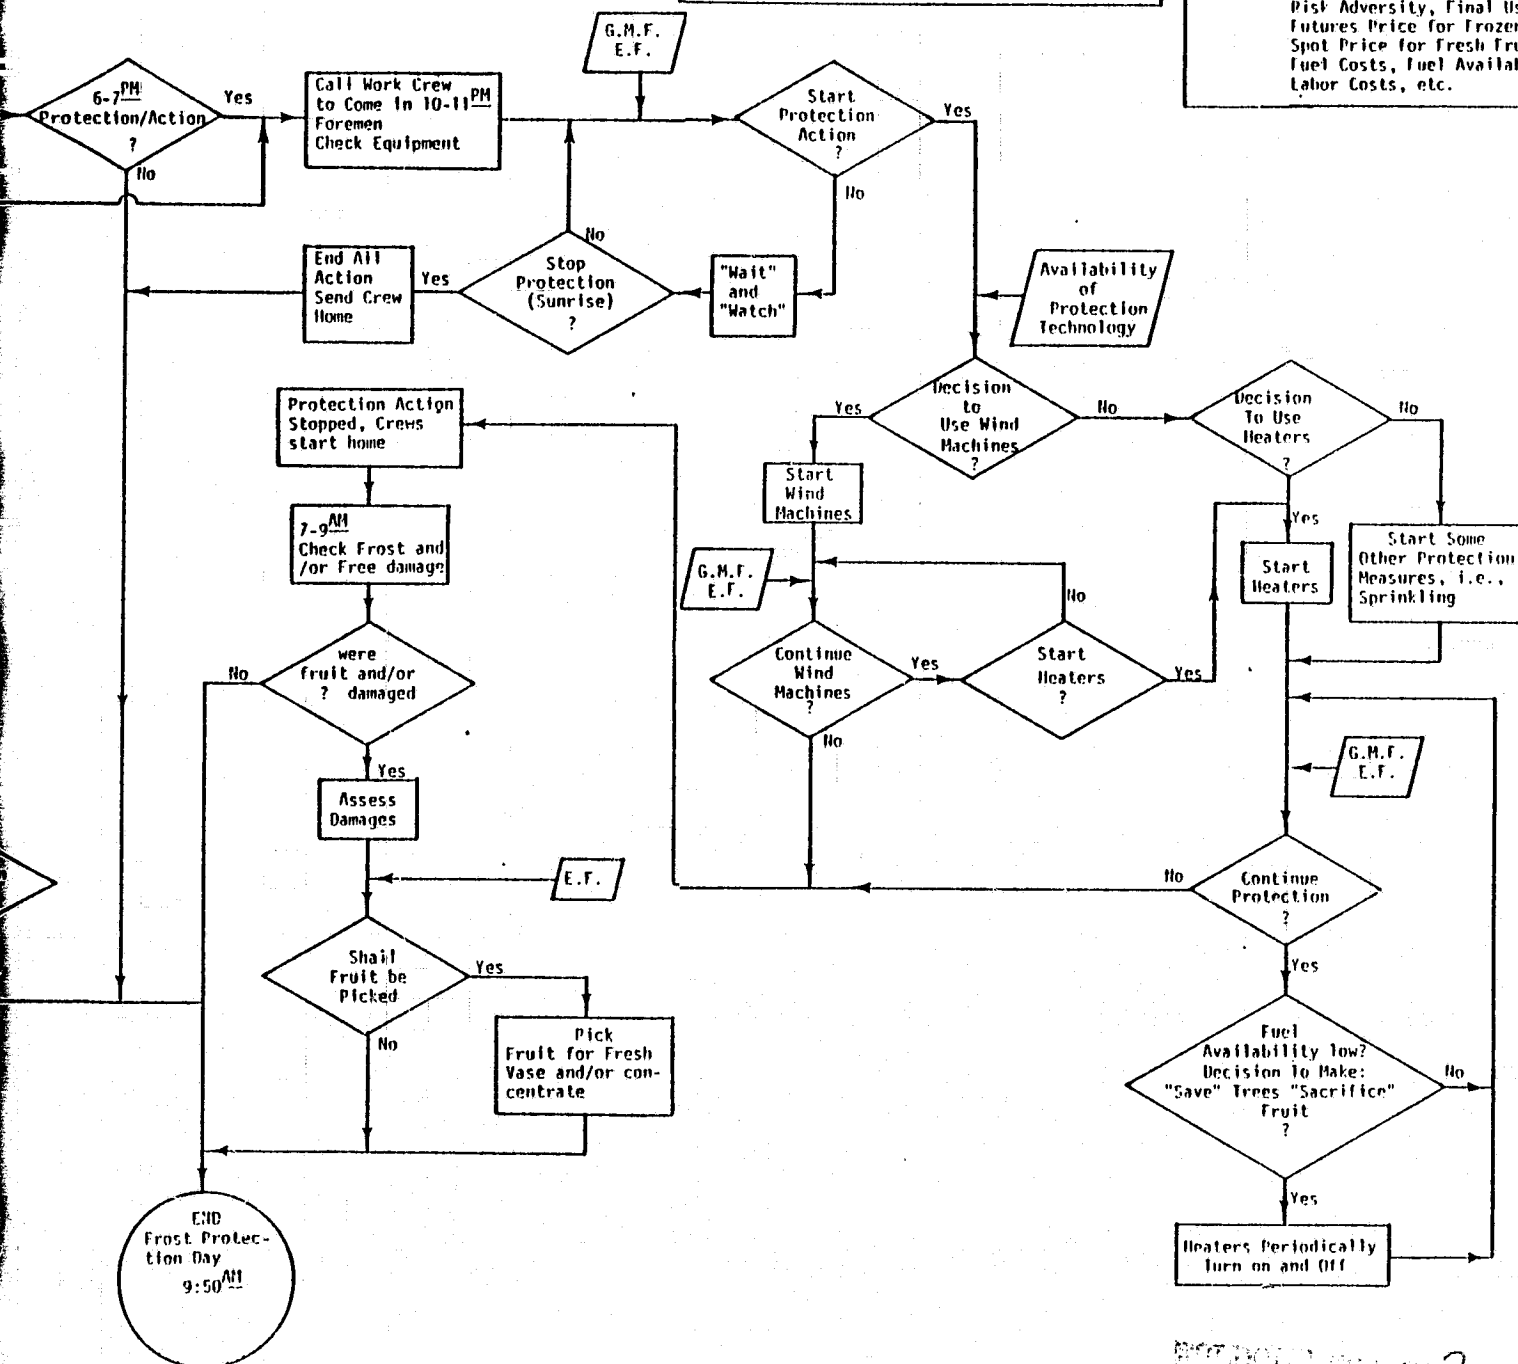 Risk Adversity, Final Us
Futures Price for Frozen
Spot Price for Fresh Fru
Fuel Costs, Fuel Availab
Labor Costs, etc.
G.M.F.
E.F.
6-7PM
Protection/Action
?
Yes
No
Call Work Crew
to Come in 10-11PM
Foremen
Check Equipment
Start
Protection
Action
?
Yes
No
End All
Action
Send Crew
Home
Yes
Stop
Protection
(Sunrise)
?
No
"Wait"
and
"Watch"
Availability
of
Protection
Technology
Decision
to
Use Wind
Machines
?
Yes
No
Decision
To Use
Heaters
?
No
Yes
Protection Action
Stopped, Crews
start home
Start
Wind
Machines
7-9AM
Check Frost and
/or Free damage
G.M.F.
E.F.
No
Start
Heaters
Start Some
Other Protection
Measures, i.e.,
Sprinkling
were
fruit and/or
? damaged
No
Yes
Continue
Wind
Machines
?
Yes
No
Start
Heaters
?
Yes
G.M.F.
E.F.
Assess
Damages
E.F.
Continue
Protection
?
No
Yes
Shall
Fruit be
Picked
Yes
No
Pick
Fruit for Fresh
Vase and/or con-
centrate
Fuel
Availability low?
Decision to Make:
"Save" Trees "Sacrifice"
Fruit
?
No
Yes
Heaters Periodically
Turn on and Off
END
Frost Protec-
tion Day
9:50AM